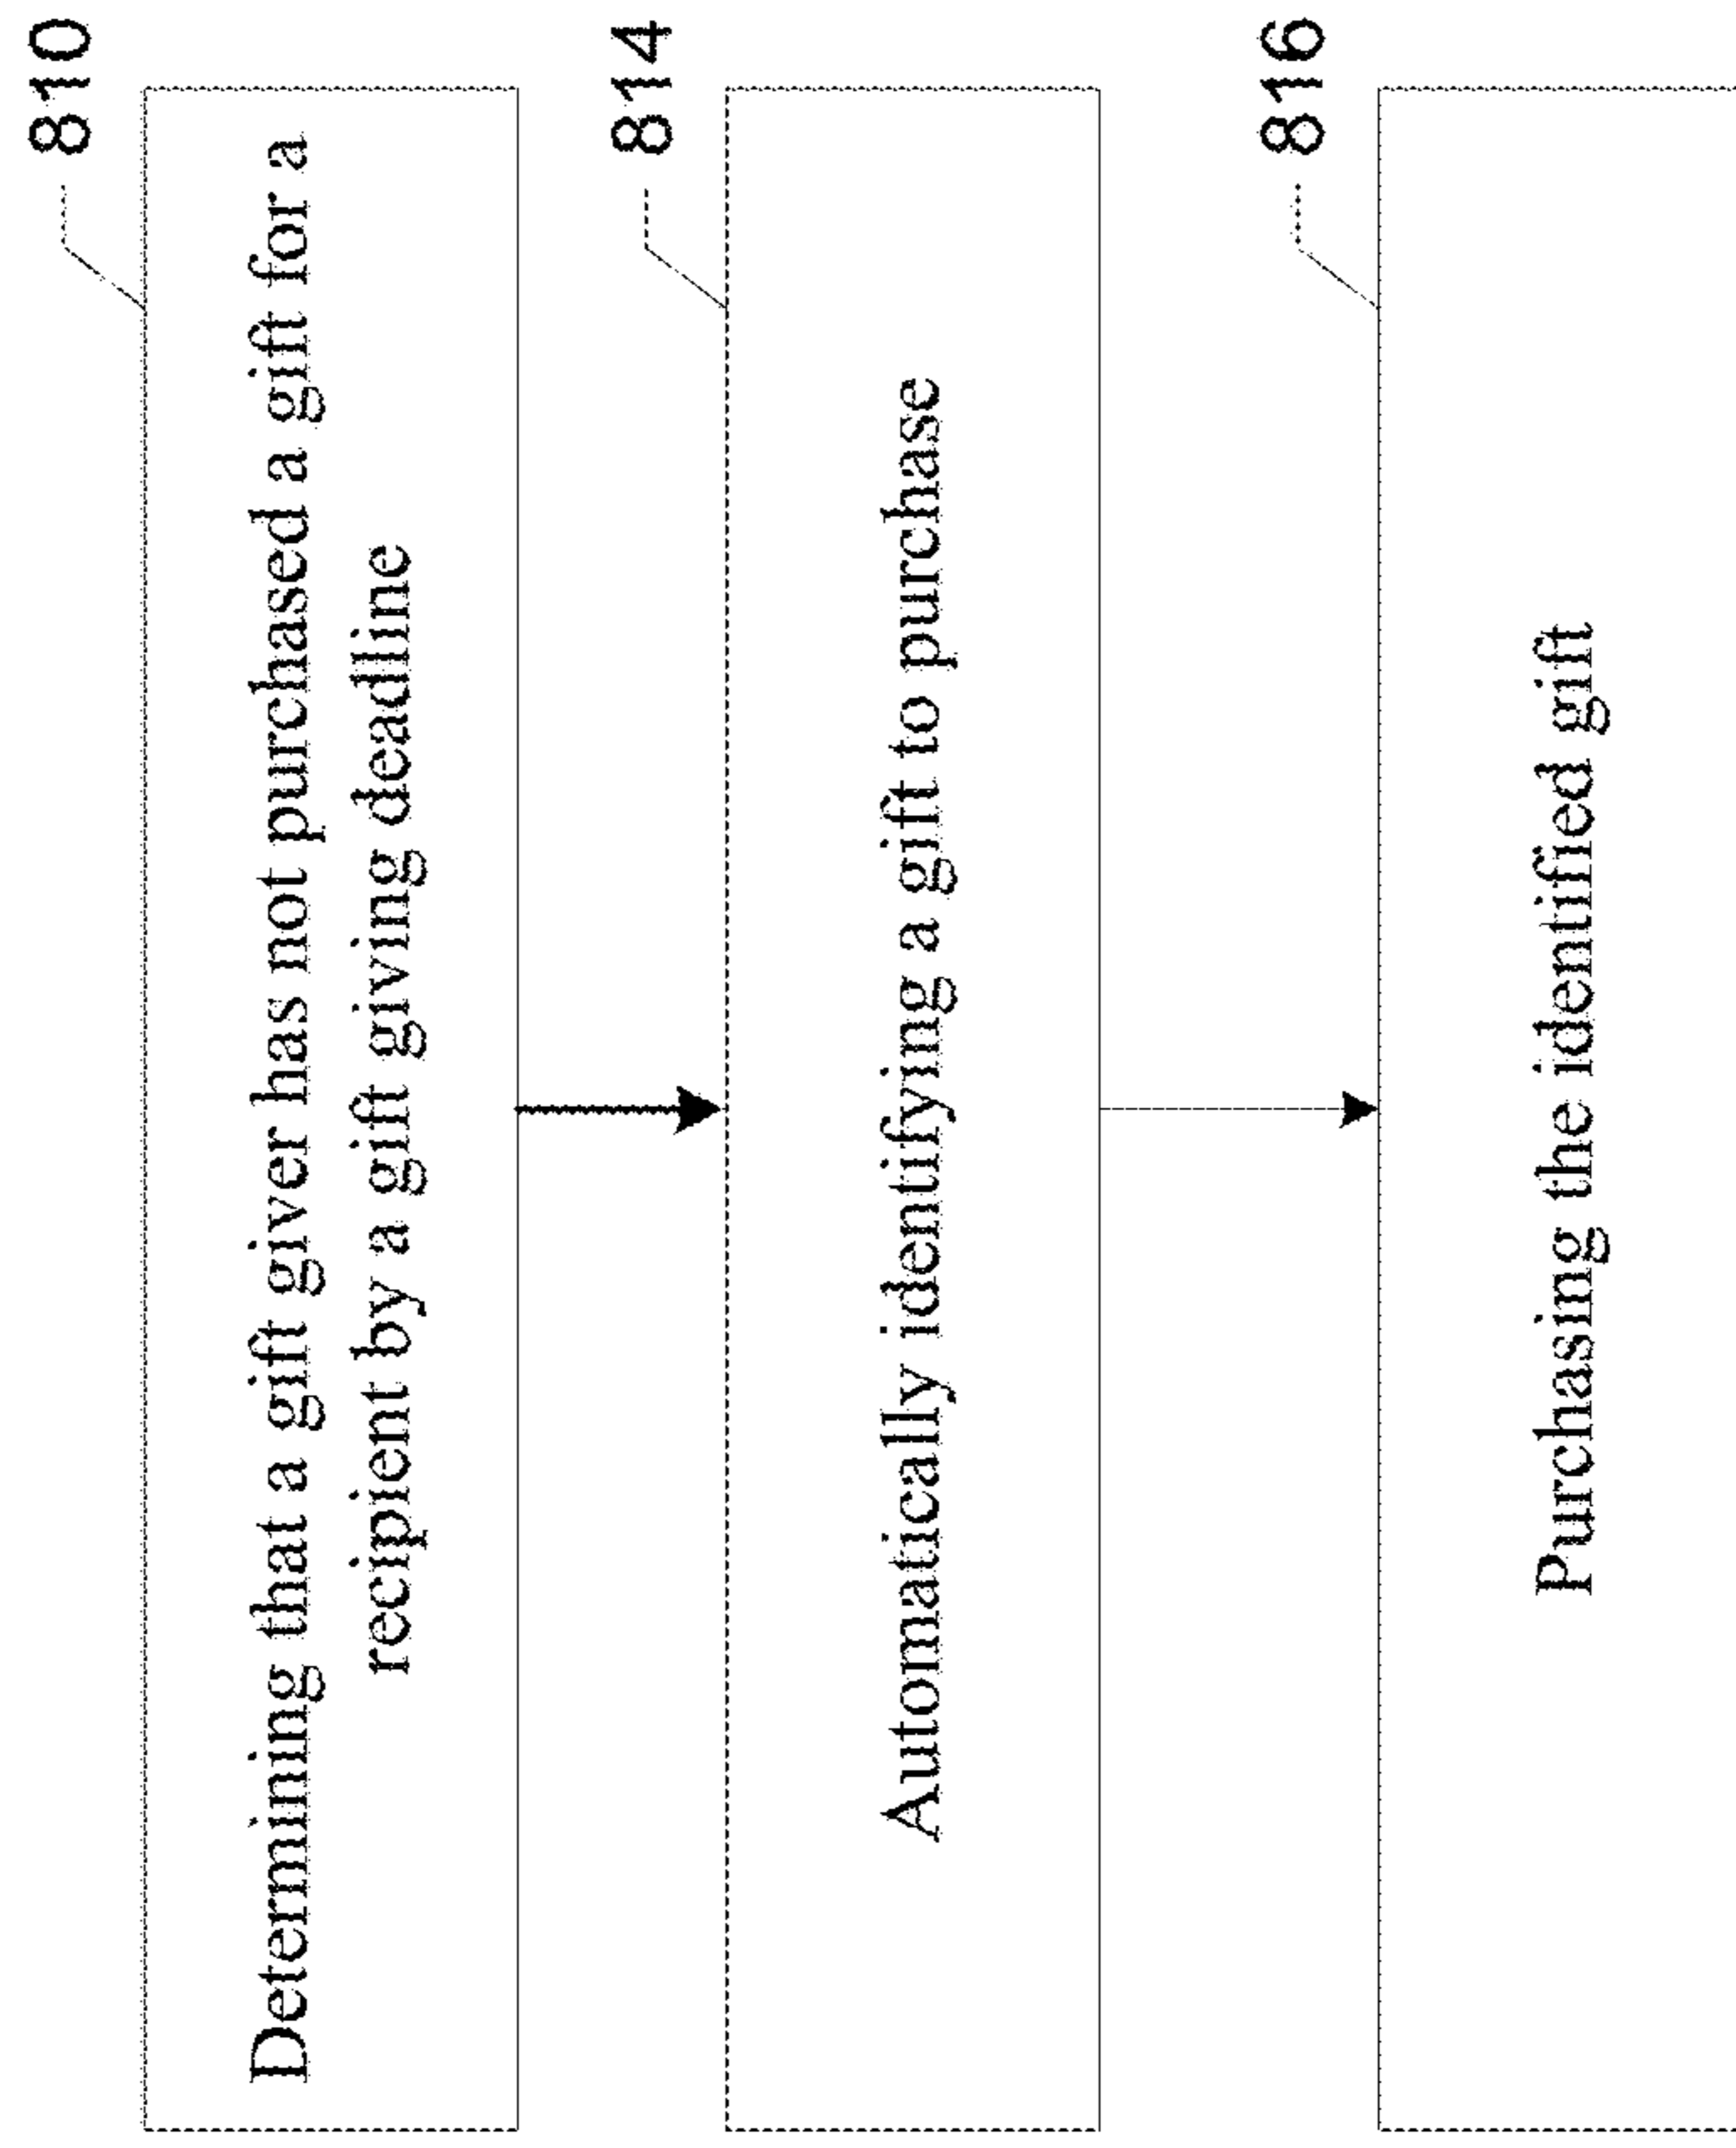 810
Determining that a gift giver has not purchased a gift for a
recipient by a gift giving deadline
814
Automatically identifying a gift to purchase
816
Purchasing the identified gift